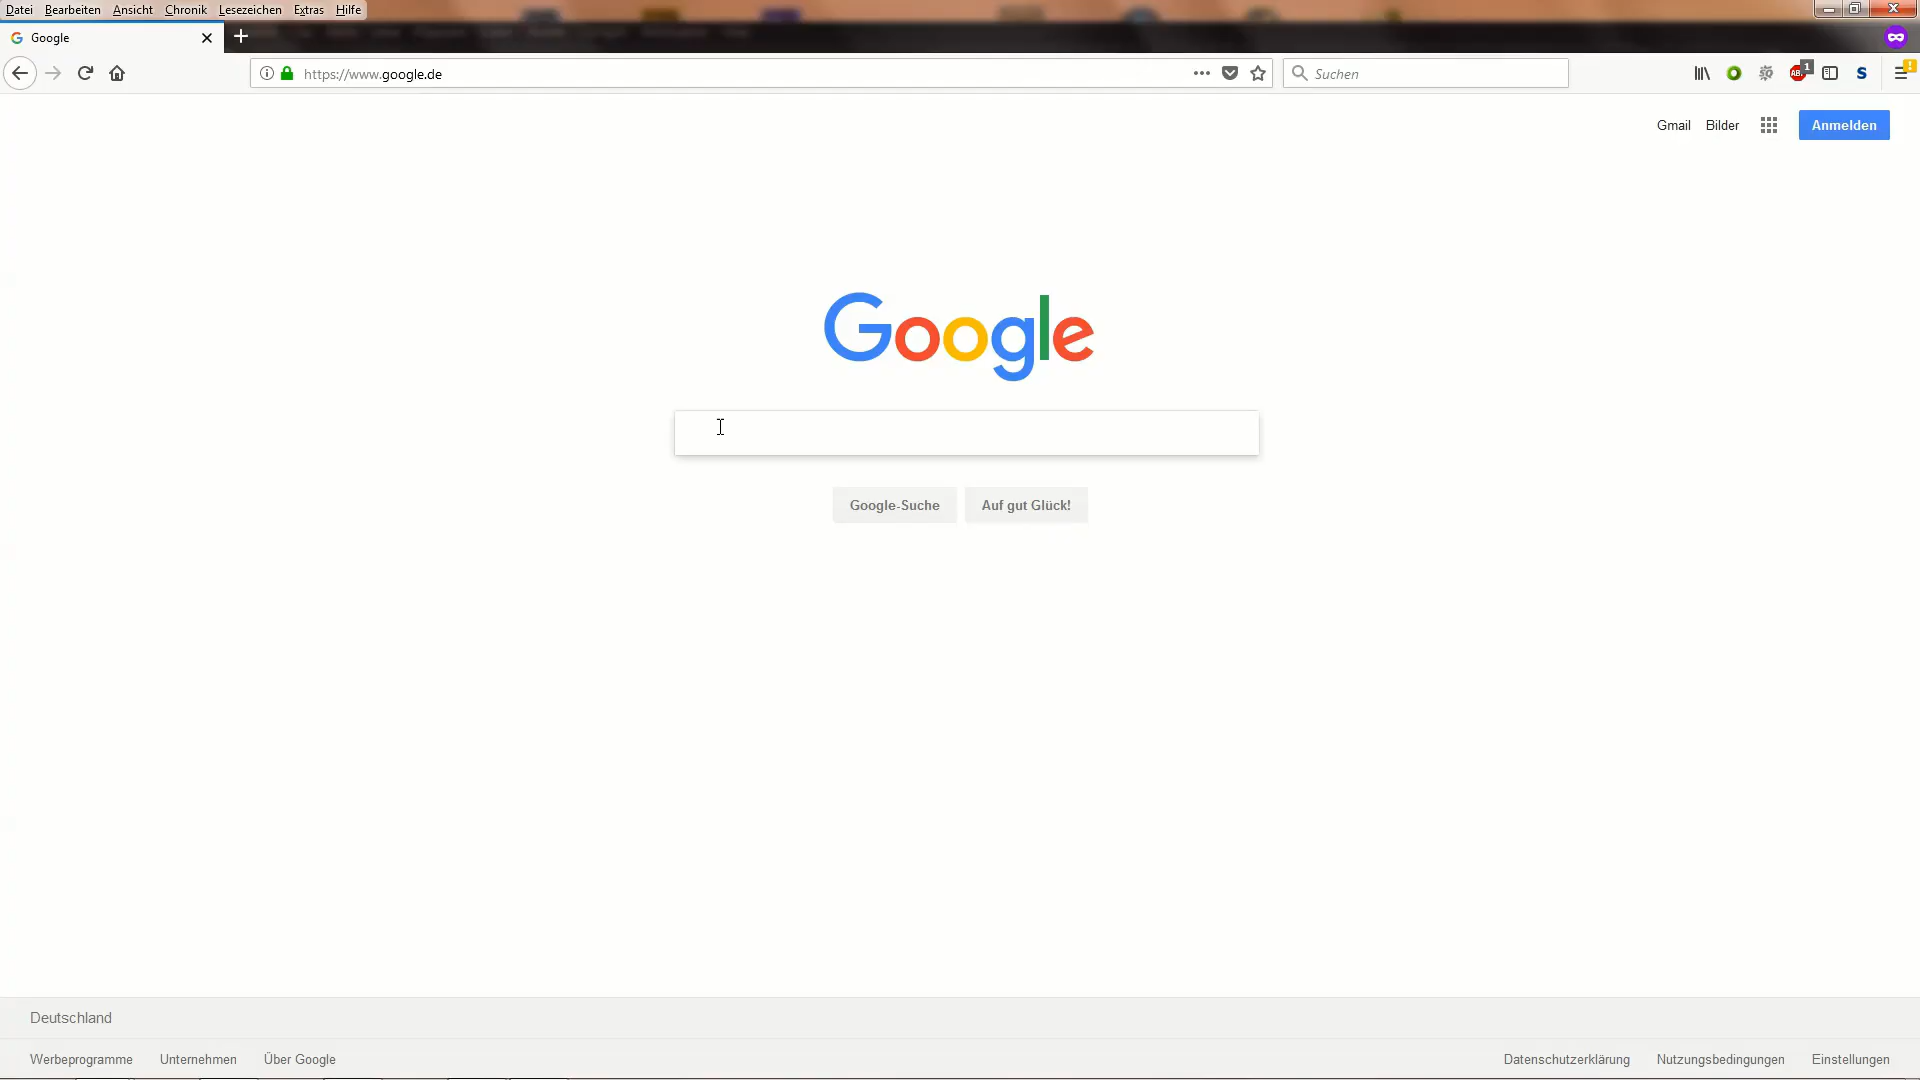 Datei Bearbeiten Ansicht Chronik Lesezeichen Extras Hilfe
Google
https://www.google.de
Suchen
1
S
Gmail Bilder Anmelden
Google
Google-Suche Auf gut Glück!
Deutschland
Werbeprogramme Unternehmen Über Google Datenschutzerklärung Nutzungsbedingungen Einstellungen